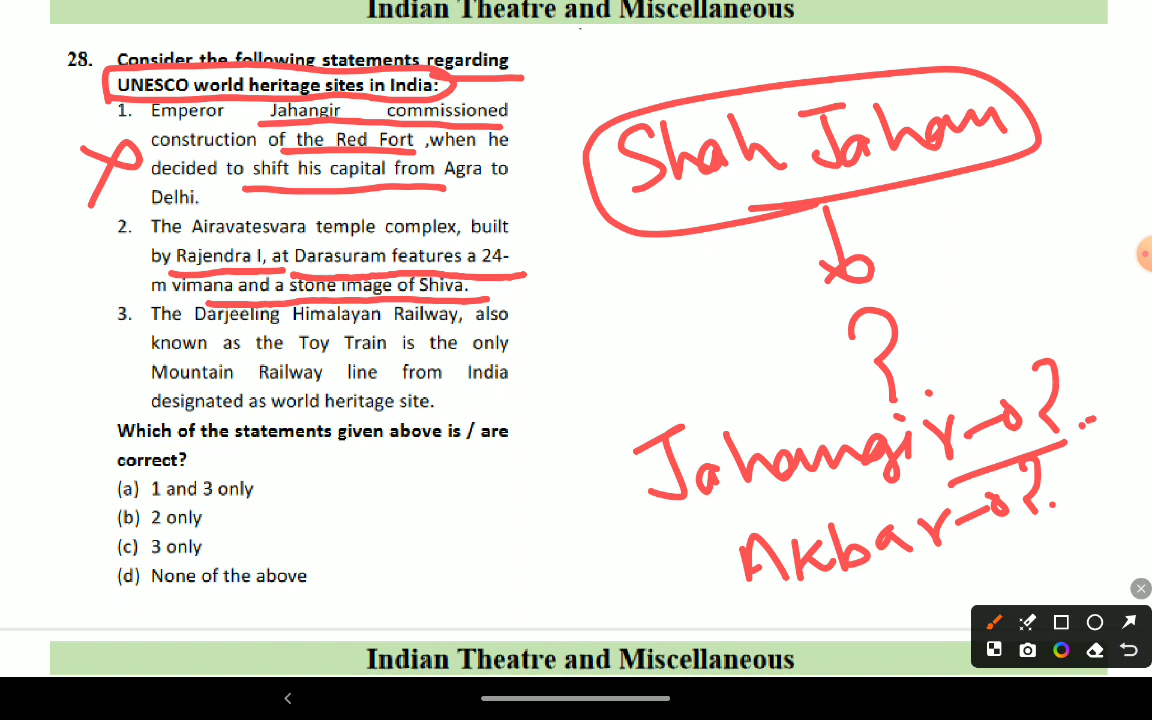 Indian Theatre and Miscellaneous
28. Consider the following statements regarding
UNESCO world heritage sites in India:
1. Emperor Jahangir commissioned
construction of the Red Fort ,when he
decided to shift his capital from Agra to
Delhi.
2. The Airavatesvara temple complex, built
by Rajendra I, at Darasuram features a 24-
m vimana and a stone image of Shiva.
3. The Darjeeling Himalayan Railway, also
known as the Toy Train is the only
Mountain Railway line from India
designated as world heritage site.
Which of the statements given above is / are
correct?
(a) 1 and 3 only
(b) 2 only
(c) 3 only
(d) None of the above
Shah Jaham
?
Jahangir→?..
Akbar→?.
Indian Theatre and Miscellaneous